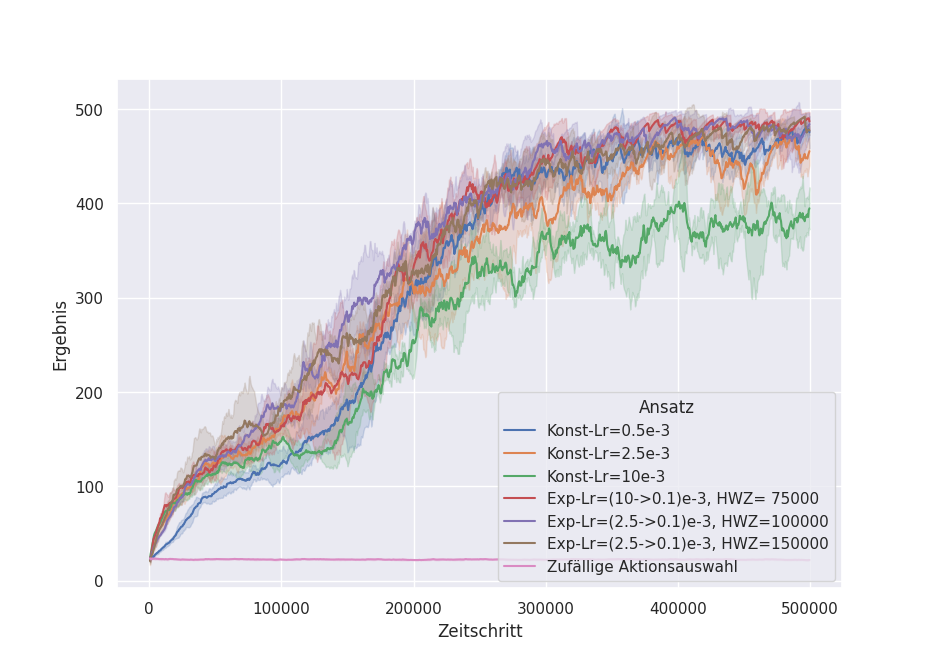 500
400
300
200
100
0
Ergebnis
Ansatz
Konst-Lr=0.5e-3
Konst-Lr=2.5e-3
Konst-Lr=10e-3
Exp-Lr=(10->0.1)e-3, HWZ= 75000
Exp-Lr=(2.5->0.1)e-3, HWZ=100000
Exp-Lr=(2.5->0.1)e-3, HWZ=150000
Zufällige Aktionsauswahl
0 100000 200000 300000 400000 500000
Zeitschritt